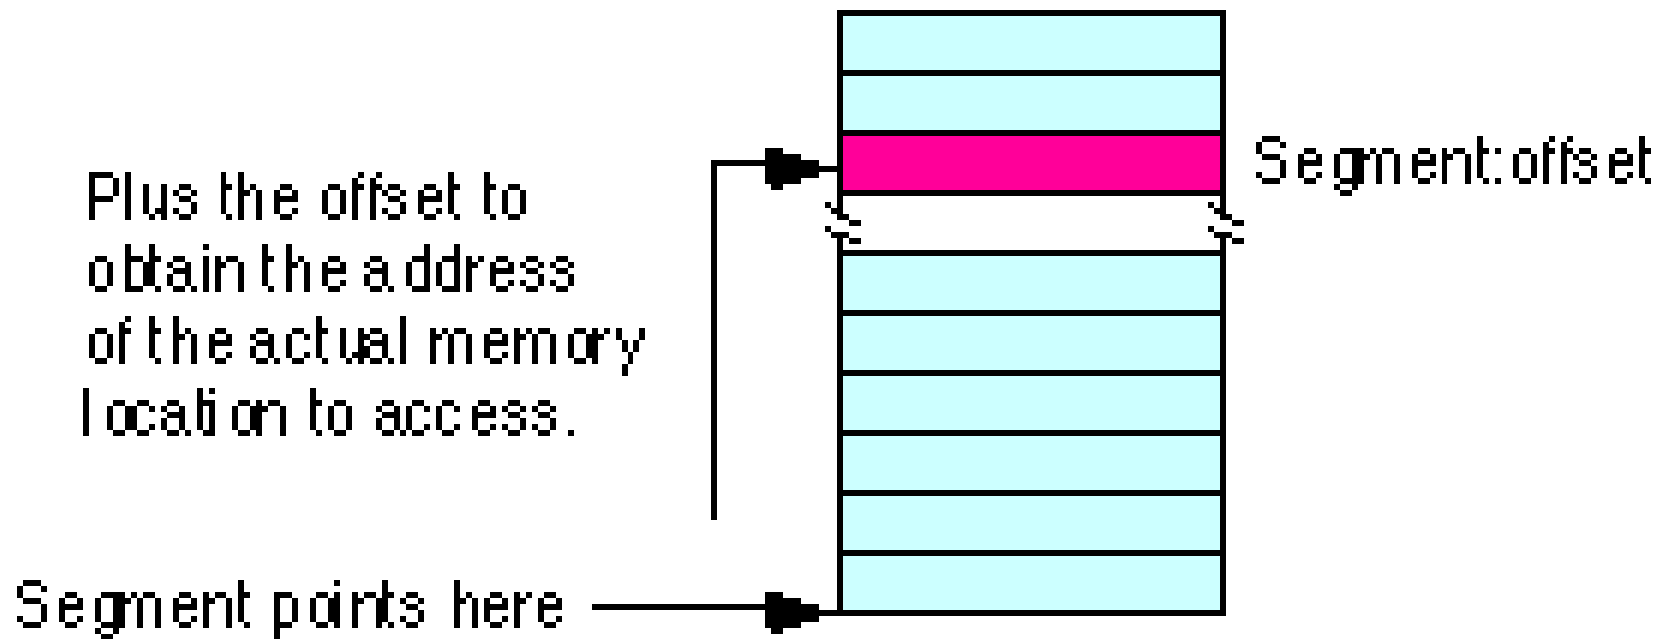 Segment:offset
Plus the offset to
obtain the address
of the actual memory
location to access.
Segment points here